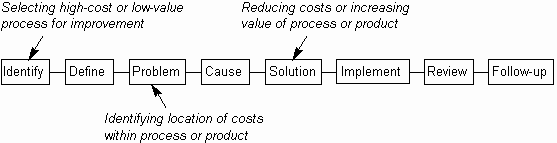 Selecting high-cost or low-value
process for improvement
Reducing costs or increasing
value of process or product
Identify
Define
Problem
Cause
Solution
Implement
Review
Follow-up
Identifying location of costs
within process or product